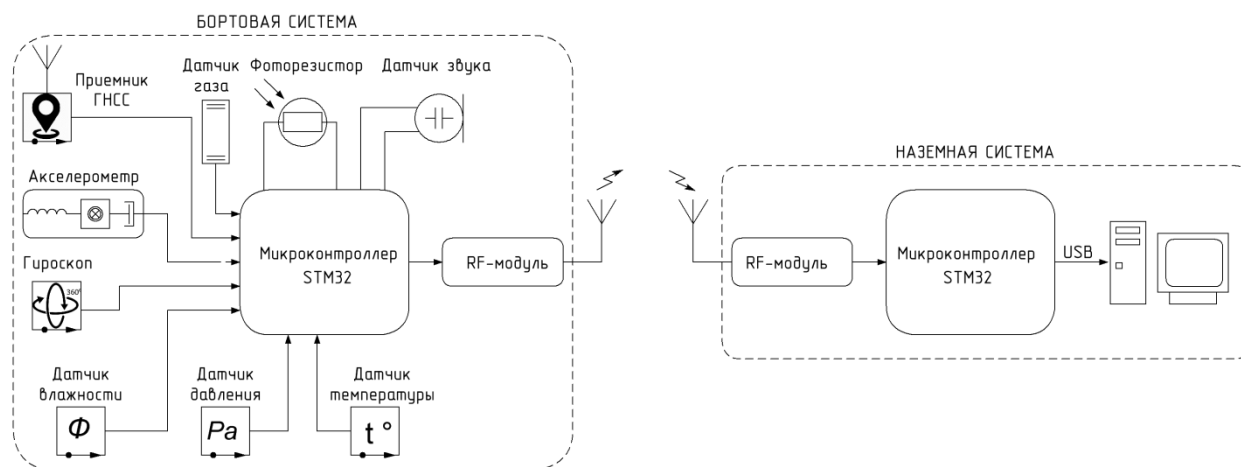 БОРТОВАЯ СИСТЕМА
Приемник
ГНСС
Датчик
газа
Фоторезистор
Датчик звука
Акселерометр
Гироскоп
360°
Микроконтроллер
STM32
RF-модуль
Датчик
влажности
Ф
Датчик
давления
Pa
Датчик
температуры
t °
НАЗЕМНАЯ СИСТЕМА
RF-модуль
Микроконтроллер
STM32
USB